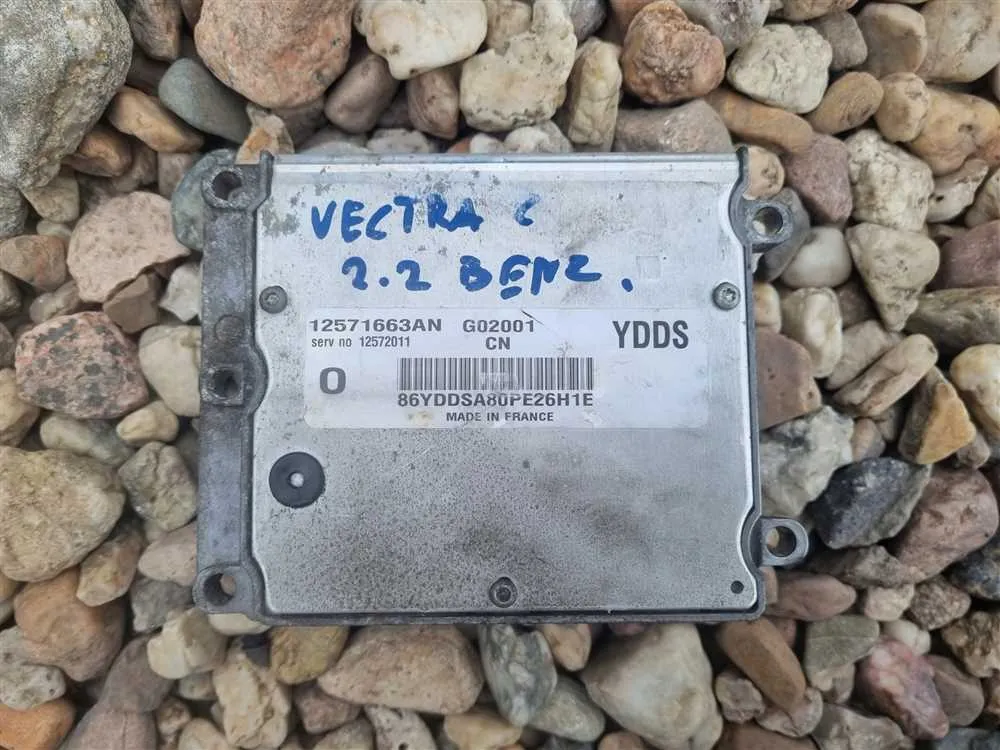 VECTRA C
2.2 BENZ.
12571663AN G02001 YDDS
serv no 12572011 CN
O
86YDDSA80PE26H1E
MADE IN FRANCE